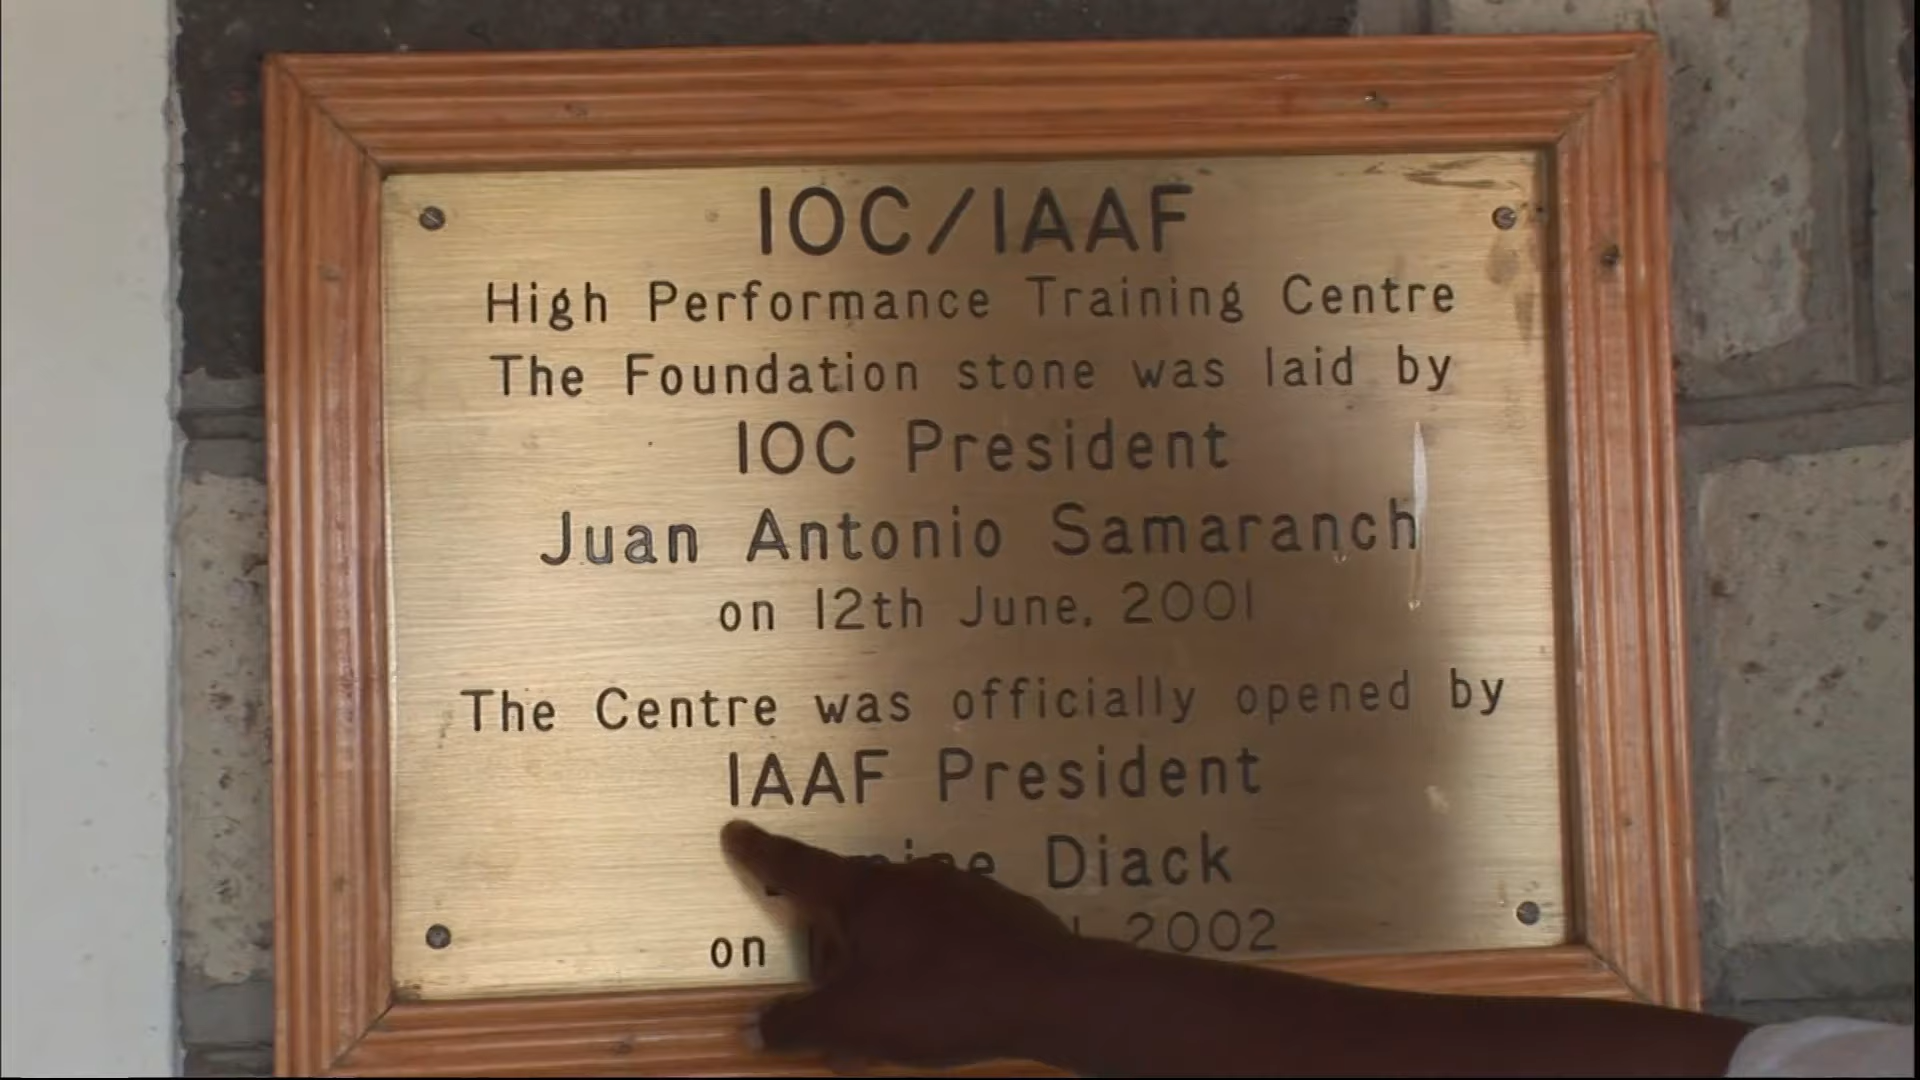 IOC/IAAF
High Performance Training Centre
The Foundation stone was laid by
IOC President
Juan Antonio Samaranch
on 12th June, 2001
The Centre was officially opened by
IAAF President
Diack
on 2002